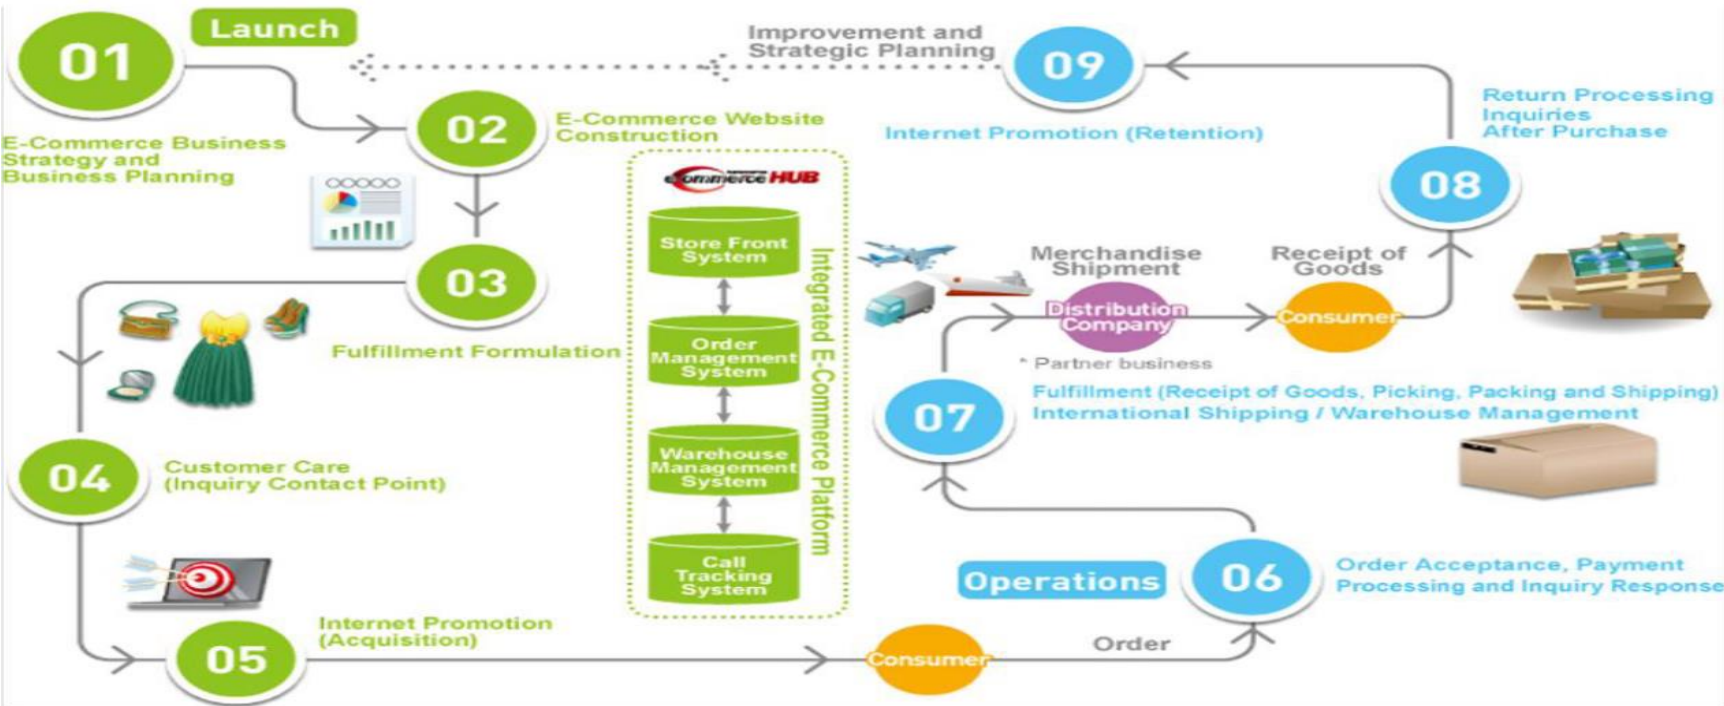 01
Launch
E-Commerce Business
Strategy and
Business Planning
02
E-Commerce Website
Construction
03
Fulfillment Formulation
04
Customer Care
(Inquiry Contact Point)
05
Internet Promotion
(Acquisition)
ecommerce HUB
Store Front
System
Order
Management
System
Warehouse
Management
System
Call
Tracking
System
Integrated E-Commerce Platform
Consumer
Order
Operations
06
Order Acceptance, Payment
Processing and Inquiry Response
07
Fulfillment (Receipt of Goods, Picking, Packing and Shipping)
International Shipping / Warehouse Management
Merchandise
Shipment
Distribution
Company
* Partner business
Receipt of
Goods
Consumer
08
Return Processing
Inquiries
After Purchase
09
Internet Promotion (Retention)
Improvement and
Strategic Planning